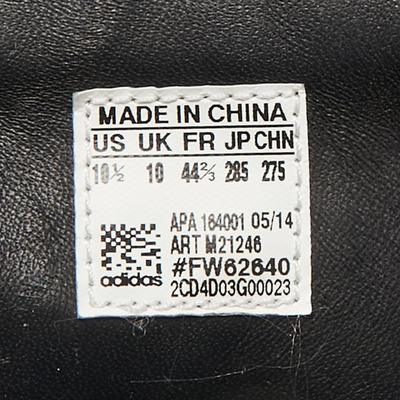 MADE IN CHINA
US UK FR JP CHN
10½ 10 44⅔ 285 275
APA 164001 05/14
ART M21246
#FW62640
adidas 2CD4D03G00023